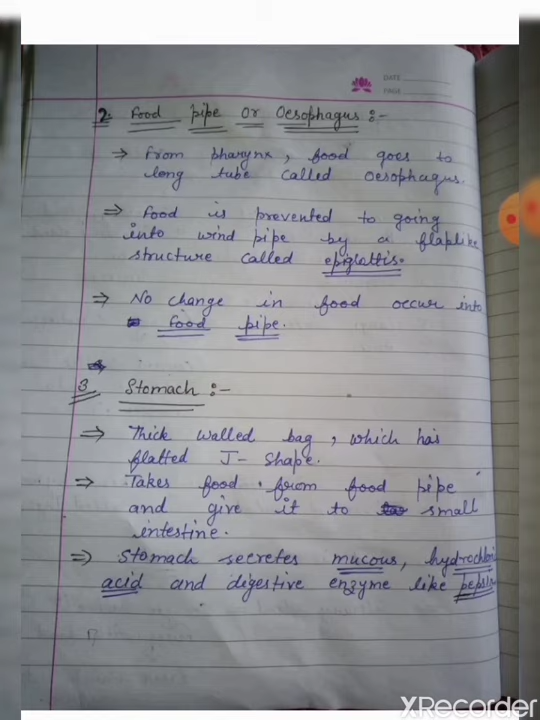 DATE
PAGE
2. Food pipe or Oesophagus :-
⇒ From pharynx, food goes to
long tube called oesophagus.
⇒ Food is prevented to going
into wind pipe by a flaplike
structure called epiglottis.
⇒ No change in food occur into
food pipe.
3 Stomach :-
⇒ Thick walled bag, which has
flatted J- shape.
⇒ Takes food from food pipe
and give it to small
intestine.
⇒ Stomach secretes mucous, hydrochloric
acid and digestive enzyme like pepsin
XRecorder